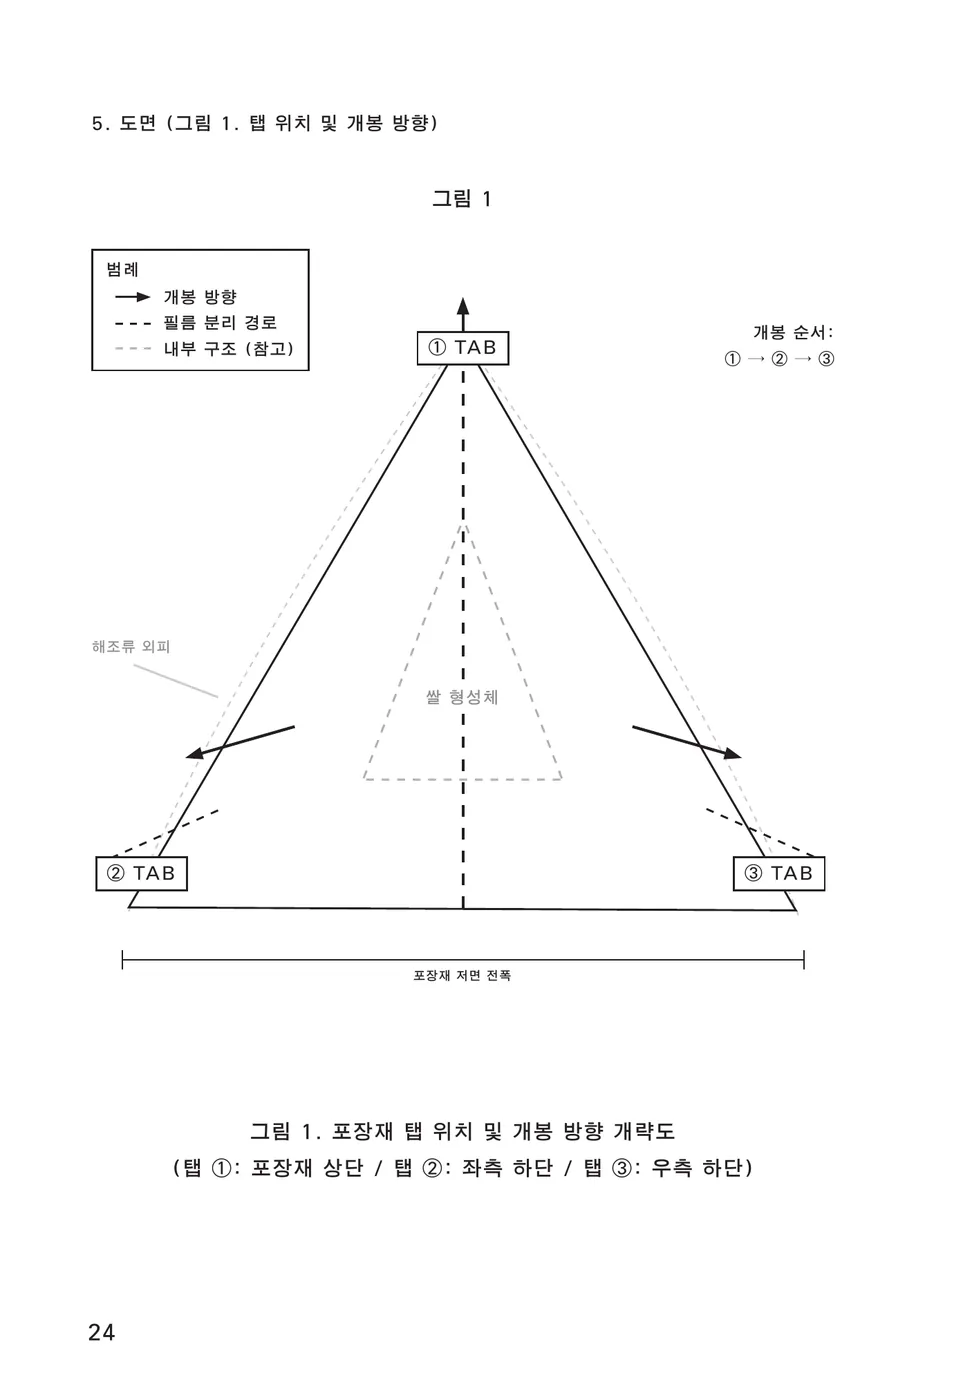 5. 도면 (그림 1. 탭 위치 및 개봉 방향)
그림 1
범례
개봉 방향
필름 분리 경로
내부 구조 (참고)
① TAB
개봉 순서:
① → ② → ③
해조류 외피
쌀 형성체
② TAB
③ TAB
포장재 저면 전폭
그림 1. 포장재 탭 위치 및 개봉 방향 개략도
(탭 ①: 포장재 상단 / 탭 ②: 좌측 하단 / 탭 ③: 우측 하단)
24